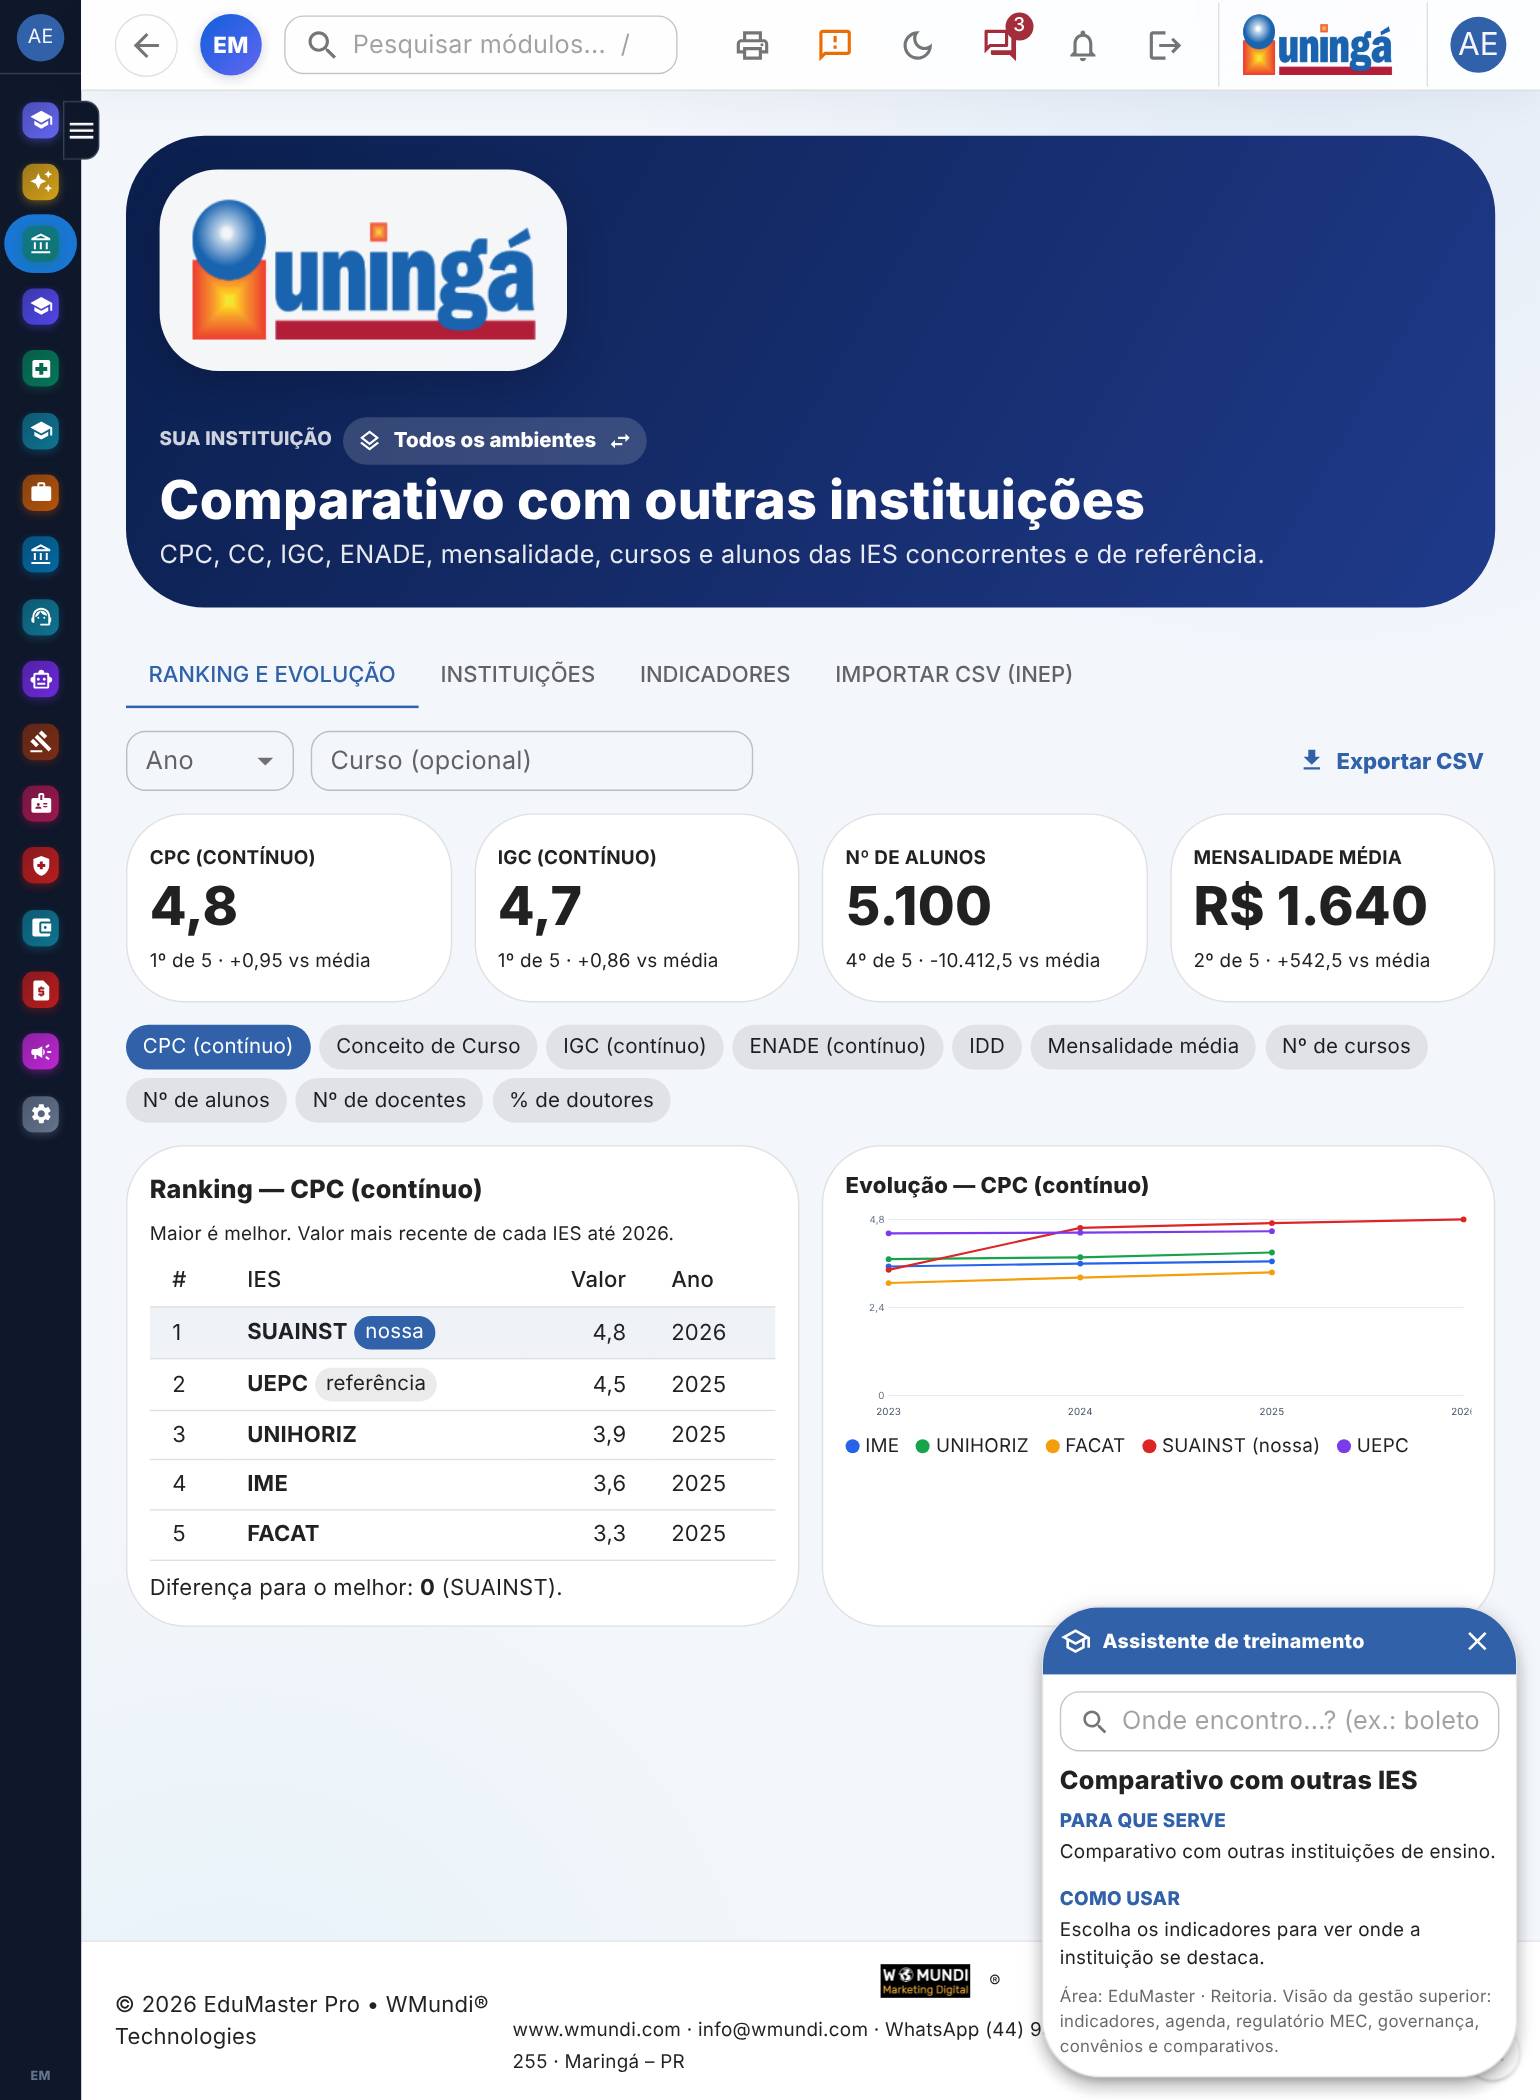 AE
EM
Pesquisar módulos... /
3
uningá
AE
uningá
SUA INSTITUIÇÃO Todos os ambientes
Comparativo com outras instituições
CPC, CC, IGC, ENADE, mensalidade, cursos e alunos das IES concorrentes e de referência.
RANKING E EVOLUÇÃO INSTITUIÇÕES INDICADORES IMPORTAR CSV (INEP)
Ano Curso (opcional) Exportar CSV
CPC (CONTÍNUO)
4,8
1º de 5 · +0,95 vs média
IGC (CONTÍNUO)
4,7
1º de 5 · +0,86 vs média
Nº DE ALUNOS
5.100
4º de 5 · -10.412,5 vs média
MENSALIDADE MÉDIA
R$ 1.640
2º de 5 · +542,5 vs média
CPC (contínuo) Conceito de Curso IGC (contínuo) ENADE (contínuo) IDD Mensalidade média Nº de cursos
Nº de alunos Nº de docentes % de doutores
Ranking — CPC (contínuo)
Maior é melhor. Valor mais recente de cada IES até 2026.
# IES Valor Ano
1 SUAINST nossa 4,8 2026
2 UEPC referência 4,5 2025
3 UNIHORIZ 3,9 2025
4 IME 3,6 2025
5 FACAT 3,3 2025
Diferença para o melhor: 0 (SUAINST).
Evolução — CPC (contínuo)
4,8
2,4
0
2023 2024 2025
IME UNIHORIZ FACAT SUAINST (nossa) UEPC
Assistente de treinamento
Onde encontro...? (ex.: boleto
Comparativo com outras IES
PARA QUE SERVE
Comparativo com outras instituições de ensino.
COMO USAR
Escolha os indicadores para ver onde a
instituição se destaca.
Área: EduMaster · Reitoria. Visão da gestão superior:
indicadores, agenda, regulatório MEC, governança,
convênios e comparativos.
© 2026 EduMaster Pro • WMundi®
Technologies
W MUNDI ®
Marketing Digital
www.wmundi.com · info@wmundi.com · WhatsApp (44) 9
255 · Maringá – PR
EM